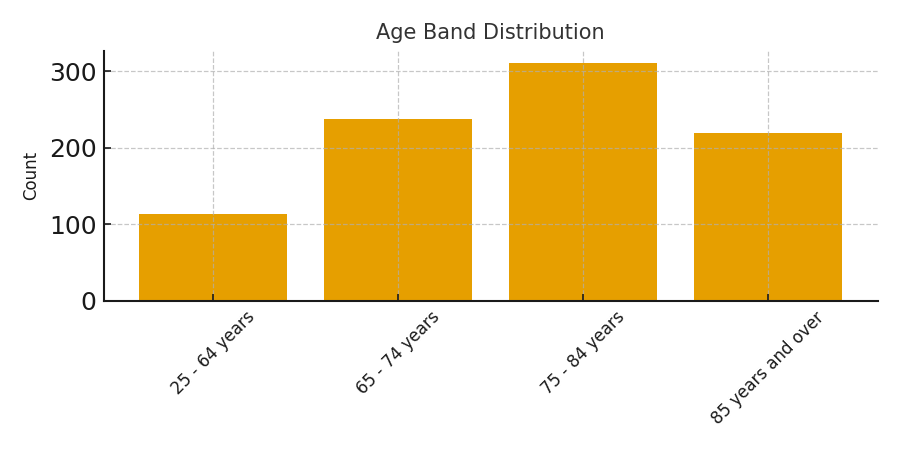 Age Band Distribution
Count
300
200
100
0
25 - 64 years
65 - 74 years
75 - 84 years
85 years and over